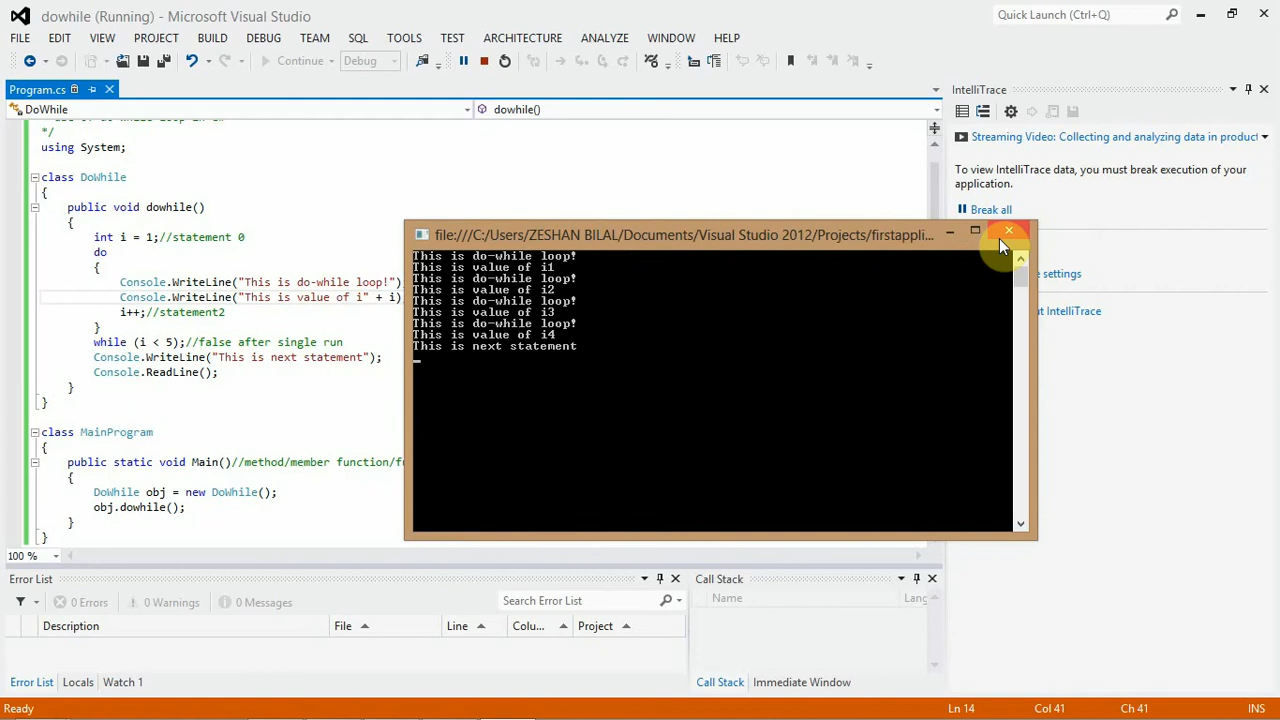 dowhile (Running) - Microsoft Visual Studio
Quick Launch (Ctrl+Q)
FILE EDIT VIEW PROJECT BUILD DEBUG TEAM SQL TOOLS TEST ARCHITECTURE ANALYZE WINDOW HELP
Continue Debug
Program.cs
IntelliTrace
DoWhile dowhile()
*/
using System;
class DoWhile
{
public void dowhile()
{
int i = 1;//statement 0
do
{
Console.WriteLine("This is do-while loop!")
Console.WriteLine("This is value of i" + i)
i++;//statement2
}
while (i < 5);//false after single run
Console.WriteLine("This is next statement");
Console.ReadLine();
}
}
class MainProgram
{
public static void Main()//method/member function/fu
{
DoWhile obj = new DoWhile();
obj.dowhile();
}
}
100 %
file:///C:/Users/ZESHAN BILAL/Documents/Visual Studio 2012/Projects/firstappli...
This is do-while loop!
This is value of i1
This is do-while loop!
This is value of i2
This is do-while loop!
This is value of i3
This is do-while loop!
This is value of i4
This is next statement
Streaming Video: Collecting and analyzing data in product
To view IntelliTrace data, you must break execution of your
application.
Break all
settings
IntelliTrace
Error List
0 Errors 0 Warnings 0 Messages
Search Error List
Description File Line Colu... Project
Error List Locals Watch 1
Call Stack
Name Lang
Call Stack Immediate Window
Ready
Ln 14 Col 41 Ch 41 INS